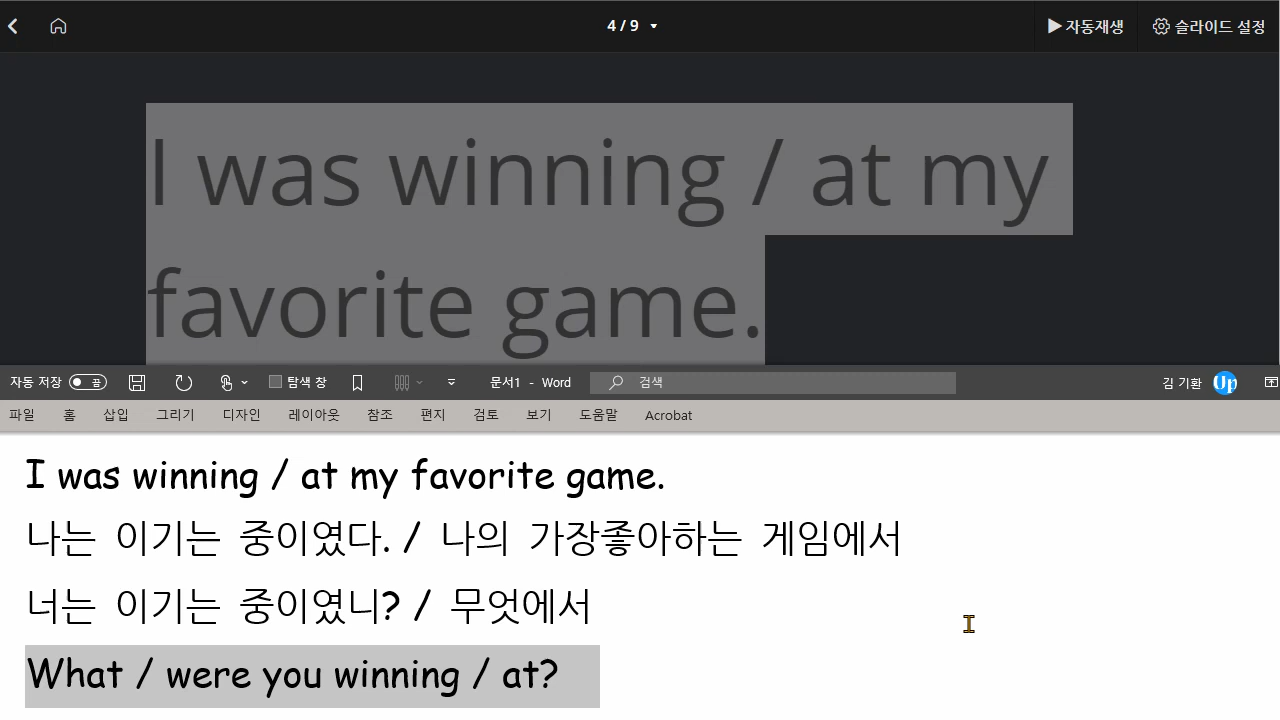 4 / 9
자동재생
슬라이드 설정
I was winning / at my
favorite game.
자동 저장 끔
탐색 창
문서1 - Word
검색
김 기환
Up
파일 홈 삽입 그리기 디자인 레이아웃 참조 편지 검토 보기 도움말 Acrobat
I was winning / at my favorite game.
나는 이기는 중이였다. / 나의 가장좋아하는 게임에서
너는 이기는 중이였니? / 무엇에서
What / were you winning / at?